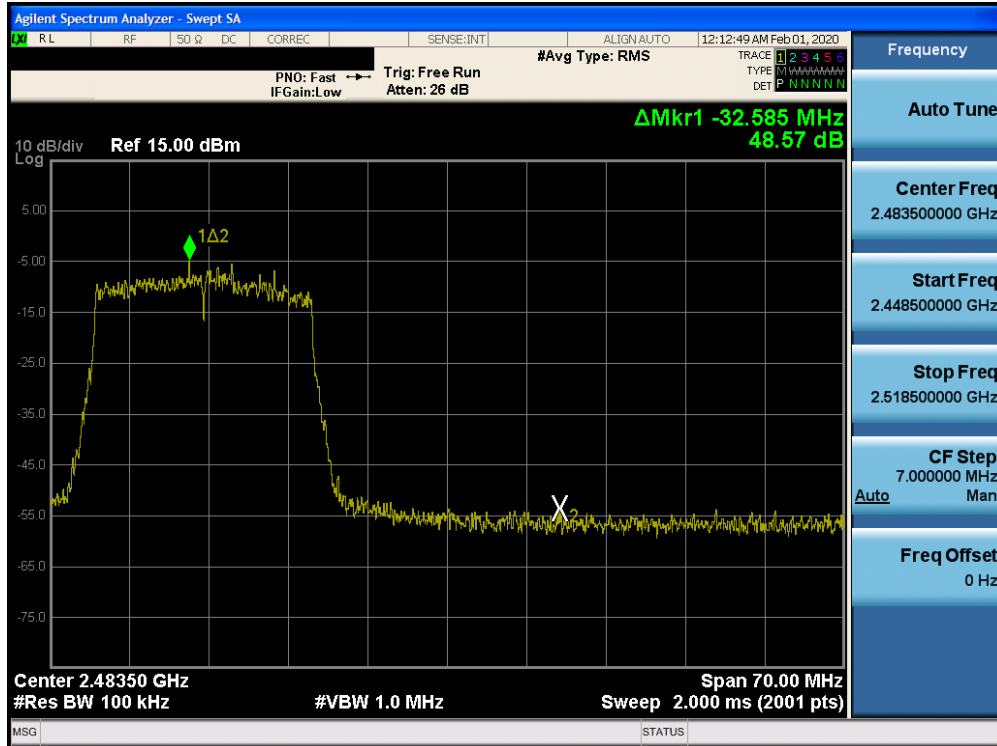 Agilent Spectrum Analyzer - Swept SA
LXI RL RF 50 Ω DC CORREC SENSE:INT ALIGN AUTO 12:12:49 AM Feb 01, 2020
#Avg Type: RMS TRACE 1 2 3 4 5 6
PNO: Fast Trig: Free Run TYPE M WWWWW
IFGain:Low Atten: 26 dB DET P N N N N N
ΔMkr1 -32.585 MHz
48.57 dB
10 dB/div Ref 15.00 dBm
Log
5.00
1Δ2
-5.00
-15.0
-25.0
-35.0
-45.0
X2
-55.0
-65.0
-75.0
Center 2.48350 GHz Span 70.00 MHz
#Res BW 100 kHz #VBW 1.0 MHz Sweep 2.000 ms (2001 pts)
MSG STATUS
Frequency
Auto Tune
Center Freq
2.483500000 GHz
Start Freq
2.448500000 GHz
Stop Freq
2.518500000 GHz
CF Step
7.000000 MHz
Auto Man
Freq Offset
0 Hz